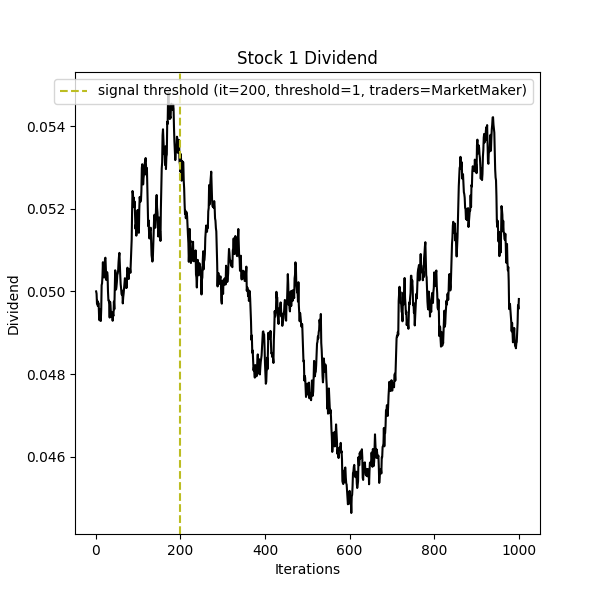 Stock 1 Dividend
signal threshold (it=200, threshold=1, traders=MarketMaker)
0.054
0.052
0.050
0.048
0.046
Dividend
0 200 400 600 800 1000
Iterations